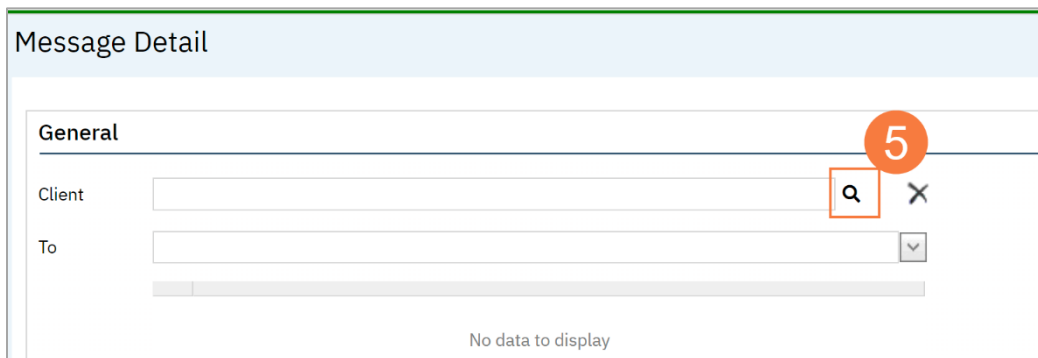 Message Detail
General
5
Client
To
No data to display